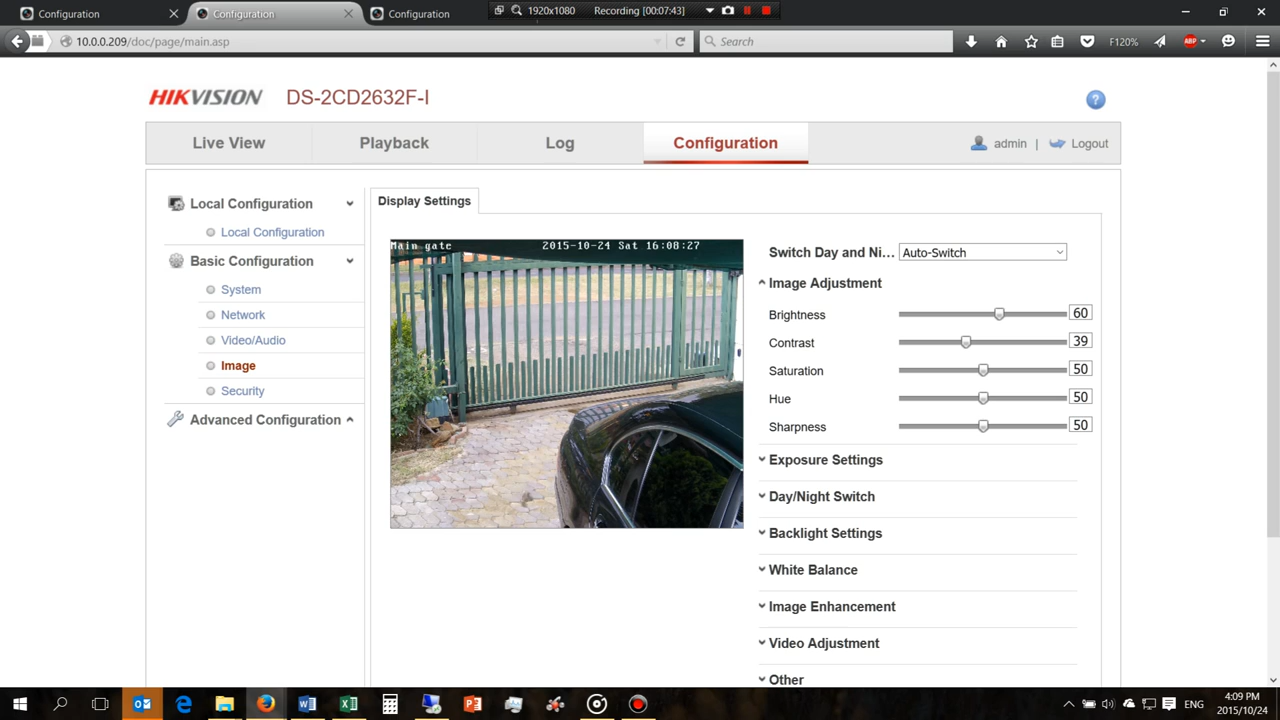 Configuration
Configuration
Configuration
1920x1080 Recording [00:07:43]
10.0.0.209/doc/page/main.asp
Search
F120%
ABP
HIKVISION DS-2CD2632F-I
?
Live View Playback Log Configuration admin | Logout
Local Configuration
Local Configuration
Basic Configuration
System
Network
Video/Audio
Image
Security
Advanced Configuration
Display Settings
Main gate 2015-10-24 Sat 16:08:27
Switch Day and Ni... Auto-Switch
Image Adjustment
Brightness 60
Contrast 39
Saturation 50
Hue 50
Sharpness 50
Exposure Settings
Day/Night Switch
Backlight Settings
White Balance
Image Enhancement
Video Adjustment
Other
ENG
4:09 PM
2015/10/24